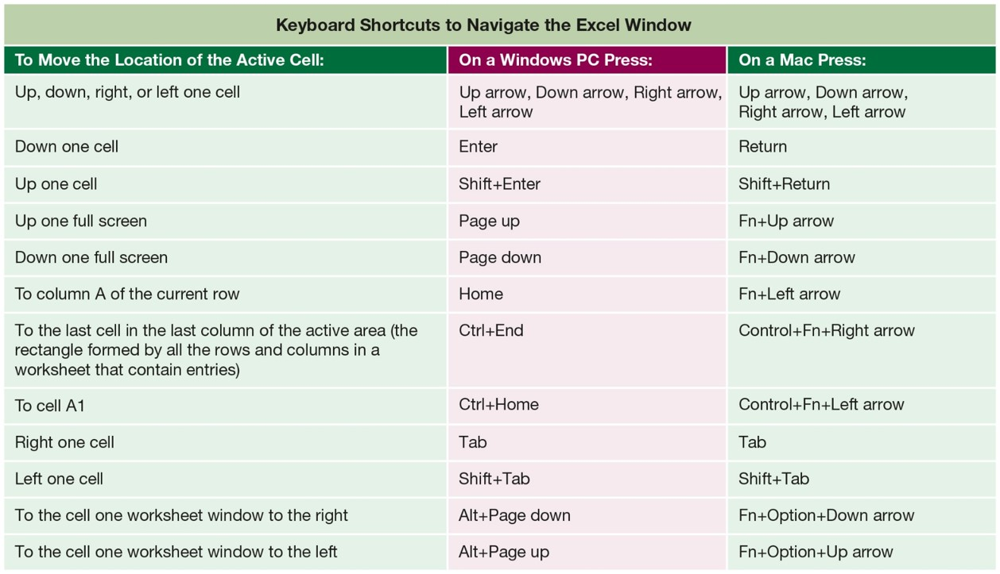 Keyboard Shortcuts to Navigate the Excel Window
To Move the Location of the Active Cell: On a Windows PC Press: On a Mac Press:
Up, down, right, or left one cell Up arrow, Down arrow, Right arrow, Up arrow, Down arrow,
Left arrow Right arrow, Left arrow
Down one cell Enter Return
Up one cell Shift+Enter Shift+Return
Up one full screen Page up Fn+Up arrow
Down one full screen Page down Fn+Down arrow
To column A of the current row Home Fn+Left arrow
To the last cell in the last column of the active area (the Ctrl+End Control+Fn+Right arrow
rectangle formed by all the rows and columns in a
worksheet that contain entries)
To cell A1 Ctrl+Home Control+Fn+Left arrow
Right one cell Tab Tab
Left one cell Shift+Tab Shift+Tab
To the cell one worksheet window to the right Alt+Page down Fn+Option+Down arrow
To the cell one worksheet window to the left Alt+Page up Fn+Option+Up arrow